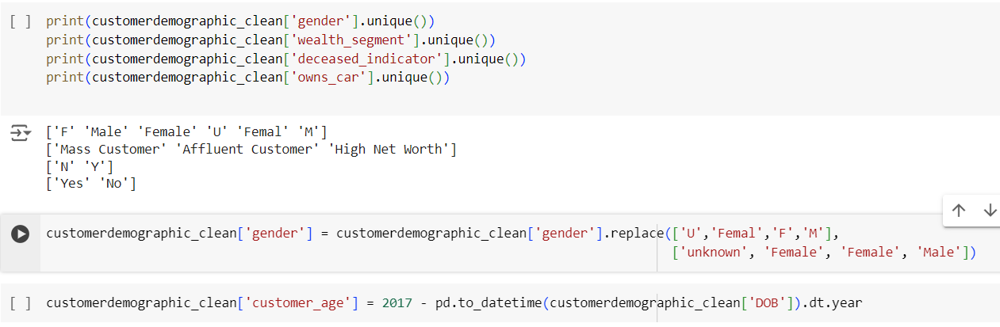 [ ] print(customerdemographic_clean['gender'].unique())
print(customerdemographic_clean['wealth_segment'].unique())
print(customerdemographic_clean['deceased_indicator'].unique())
print(customerdemographic_clean['owns_car'].unique())
['F' 'Male' 'Female' 'U' 'Femal' 'M']
['Mass Customer' 'Affluent Customer' 'High Net Worth']
['N' 'Y']
['Yes' 'No']
customerdemographic_clean['gender'] = customerdemographic_clean['gender'].replace(['U','Femal','F','M'],
['unknown', 'Female', 'Female', 'Male'])
[ ] customerdemographic_clean['customer_age'] = 2017 - pd.to_datetime(customerdemographic_clean['DOB']).dt.year